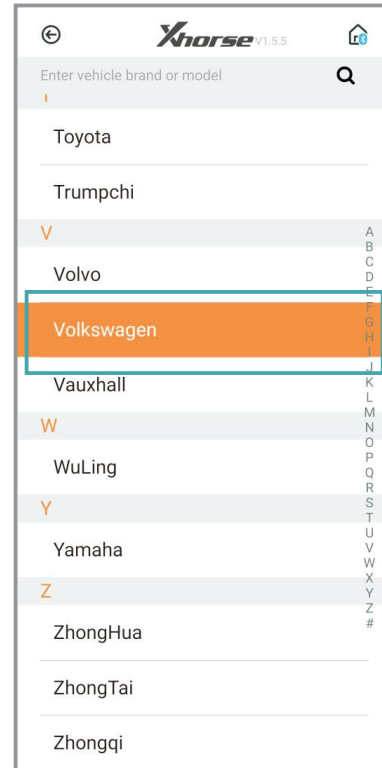 Xhorse V1.5.5
Enter vehicle brand or model
Toyota
Trumpchi
V
Volvo
Volkswagen
Vauxhall
W
WuLing
Y
Yamaha
Z
ZhongHua
ZhongTai
Zhongqi
A
B
C
D
E
F
G
H
I
J
K
L
M
N
O
P
Q
R
S
T
U
V
W
X
Y
Z
#